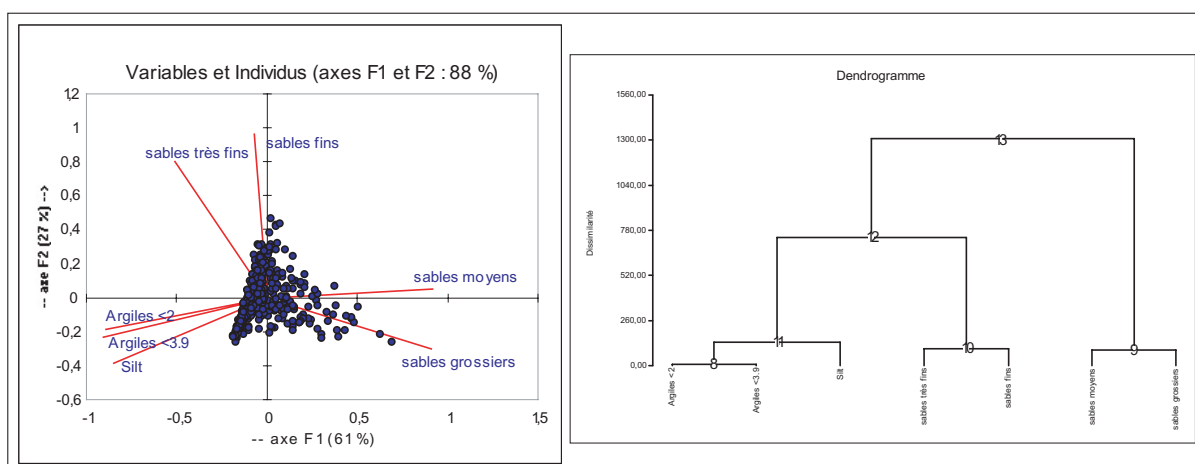 Variables et Individus (axes F1 et F2 : 88 %)
1,2
1
0,8
0,6
0,4
0,2
0
-0,2
-0,4
-0,6
-- axe F2 (27 %) -->
sables très fins
sables fins
sables moyens
Argiles <2
Argiles <3.9
Silt
sables grossiers
-1
-0,5
0
0,5
1
1,5
-- axe F1 (61 %) --
Dendrogramme
1560,00
1300,00
1040,00
780,00
520,00
260,00
0,00
Dissimilarité
13
12
11
8
10
9
Argiles <2
Argiles <3.9
Silt
sables très fins
sables fins
sables moyens
sables grossiers